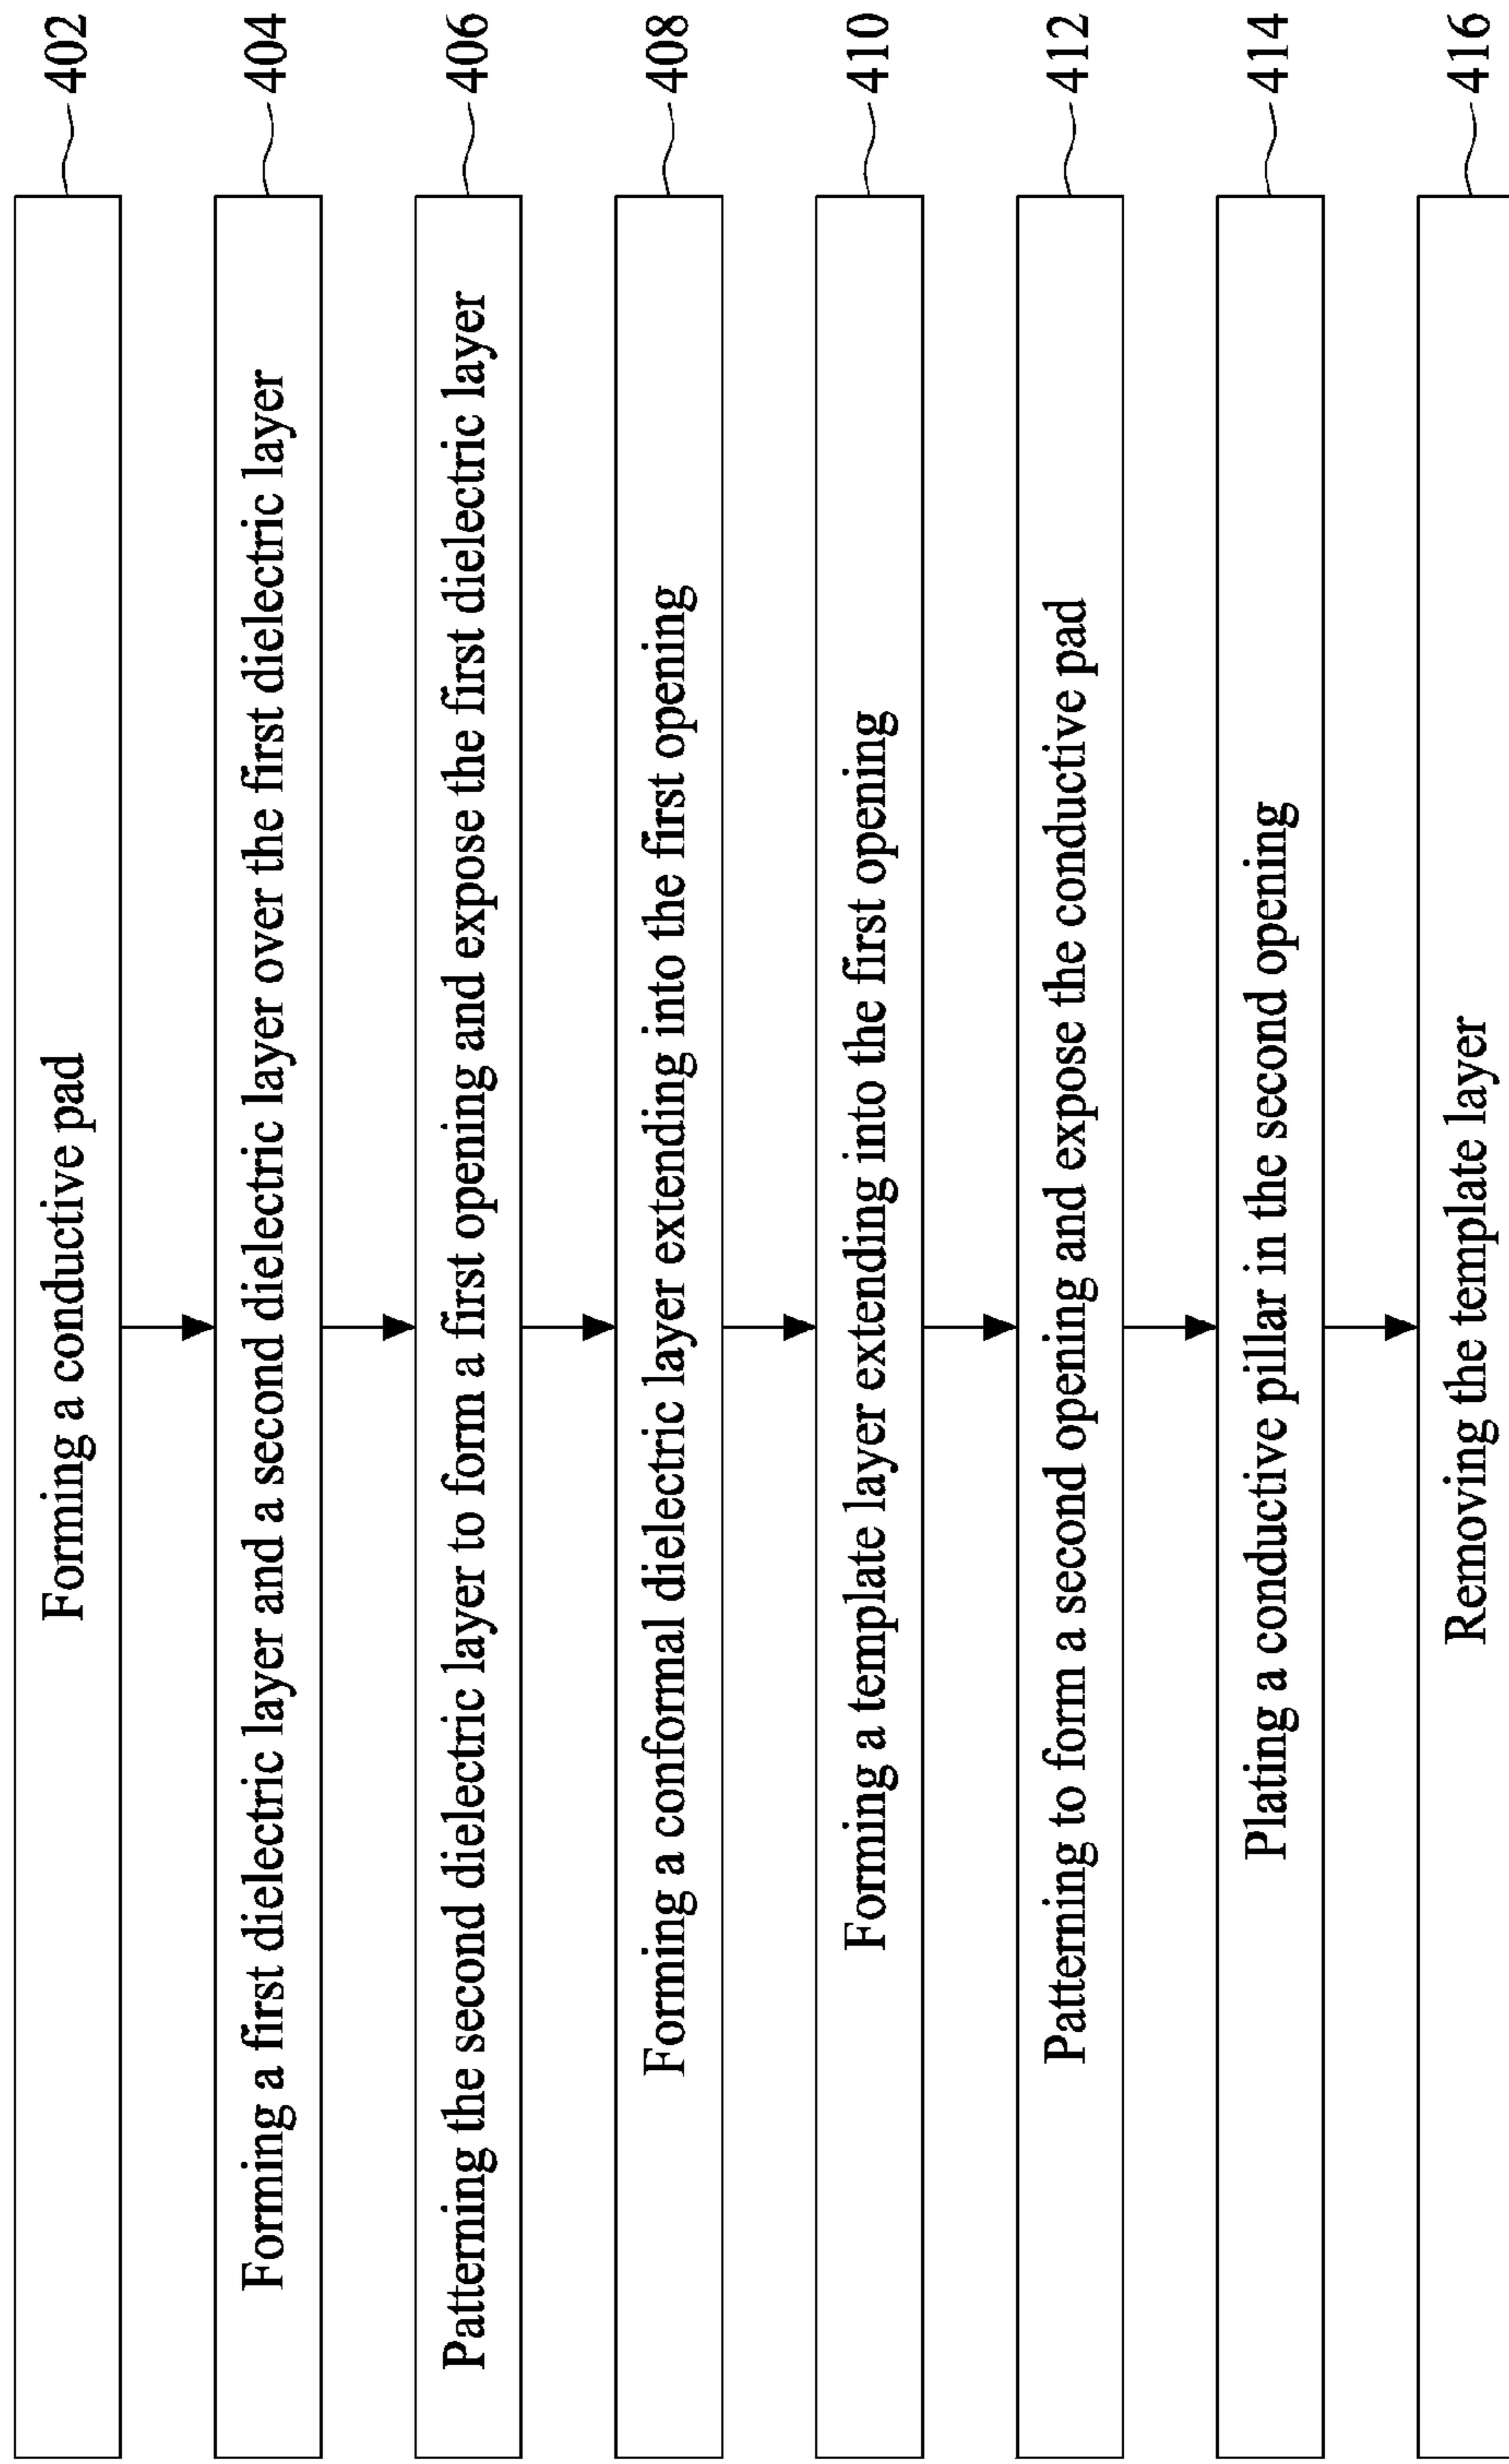 Forming a conductive pad 402
Forming a first dielectric layer and a second dielectric layer over the first dielectric layer 404
Patterning the second dielectric layer to form a first opening and expose the first dielectric layer 406
Forming a conformal dielectric layer extending into the first opening 408
Forming a template layer extending into the first opening 410
Patterning to form a second opening and expose the conductive pad 412
Plating a conductive pillar in the second opening 414
Removing the template layer 416